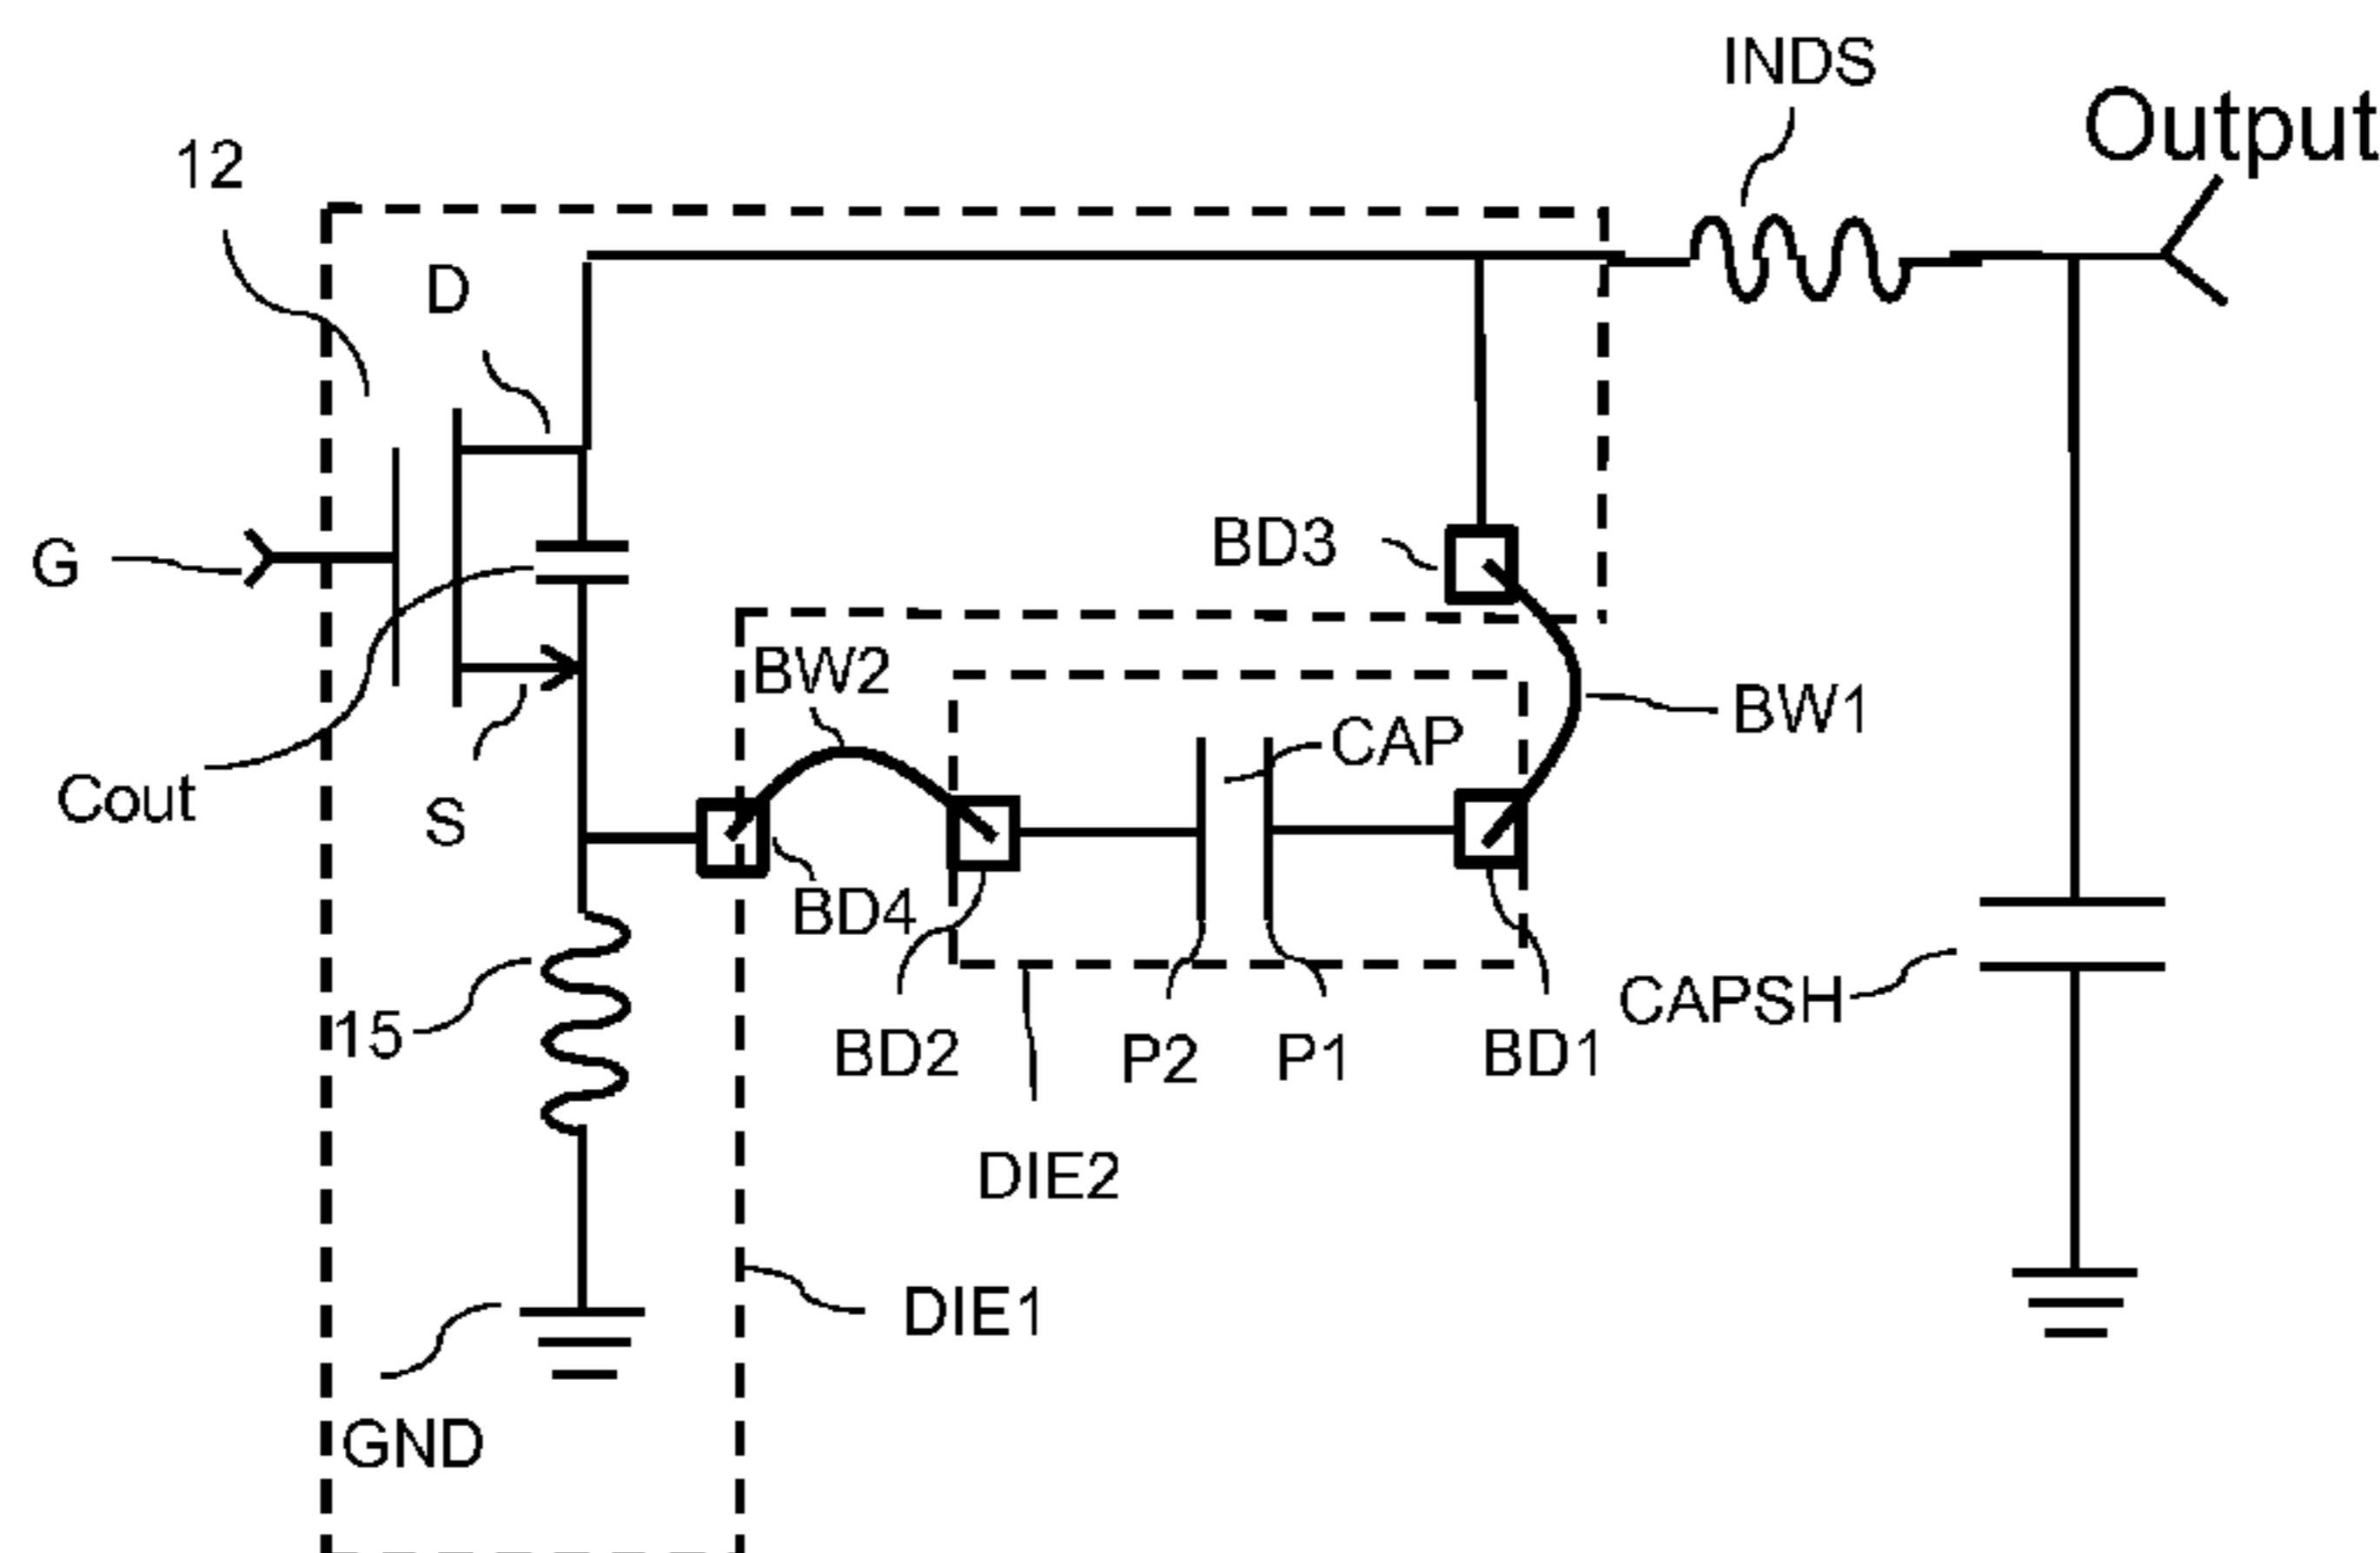 INDS
Output
12
D
G
BD3
BW2
BW1
CAP
Cout
S
BD4
15
BD2
P2
P1
BD1
CAPSH
DIE2
DIE1
GND